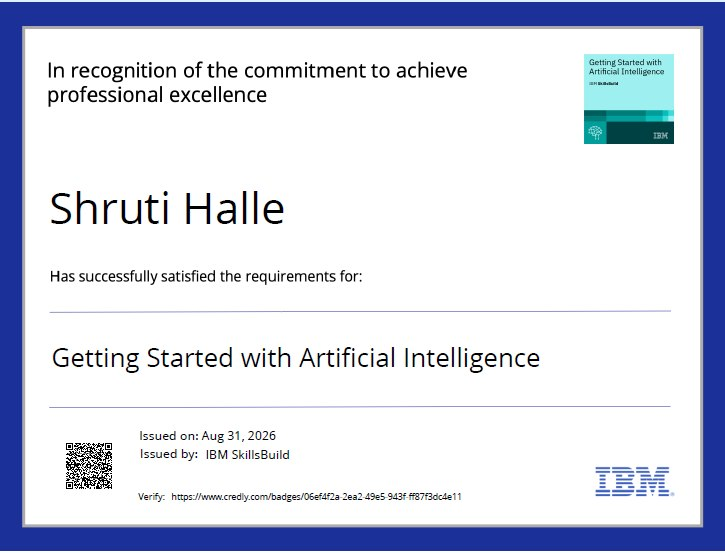 In recognition of the commitment to achieve
professional excellence
Getting Started with
Artificial Intelligence
IBM SkillsBuild
IBM
Shruti Halle
Has successfully satisfied the requirements for:
Getting Started with Artificial Intelligence
Issued on: Aug 31, 2026
Issued by: IBM SkillsBuild
Verify: https://www.credly.com/badges/06ef4f2a-2ea2-49e5-943f-ff87f3dc4e11
IBM